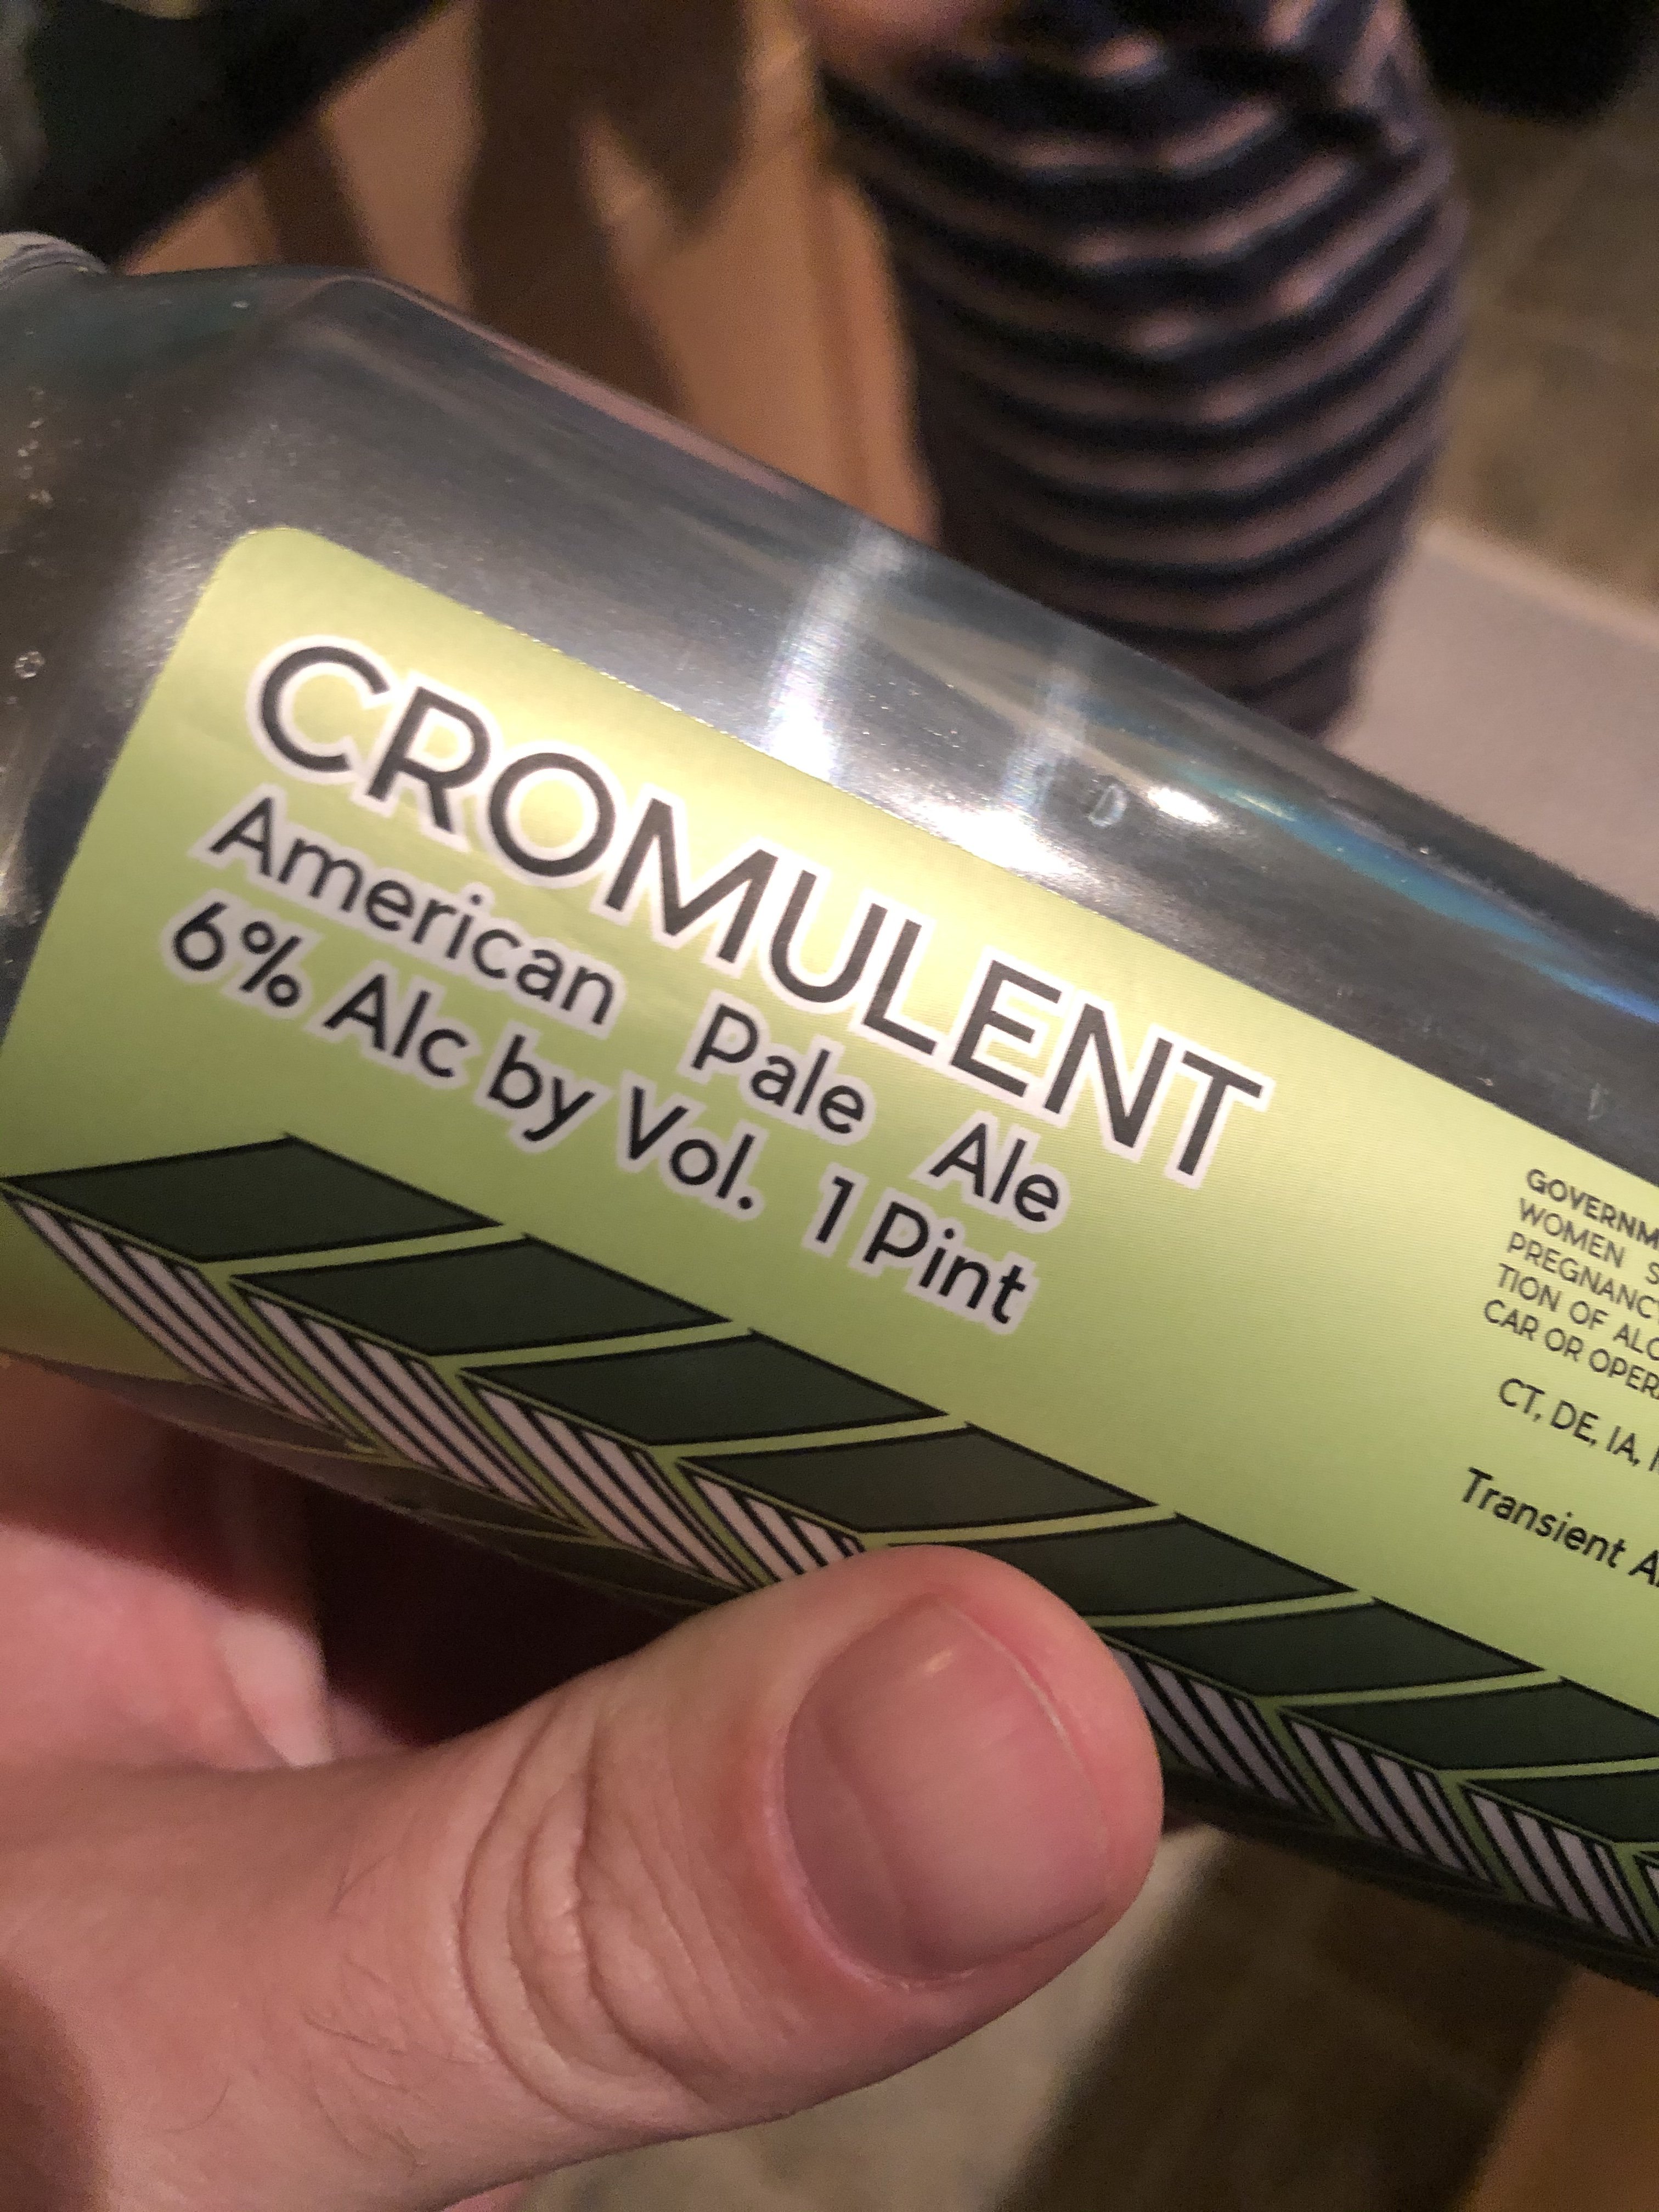 CROMULENT
American Pale Ale
6% Alc by Vol. 1 Pint
GOVERNM
WOMEN S
PREGNANCY
TION OF ALC
CAR OR OPER
CT, DE, IA,
Transient